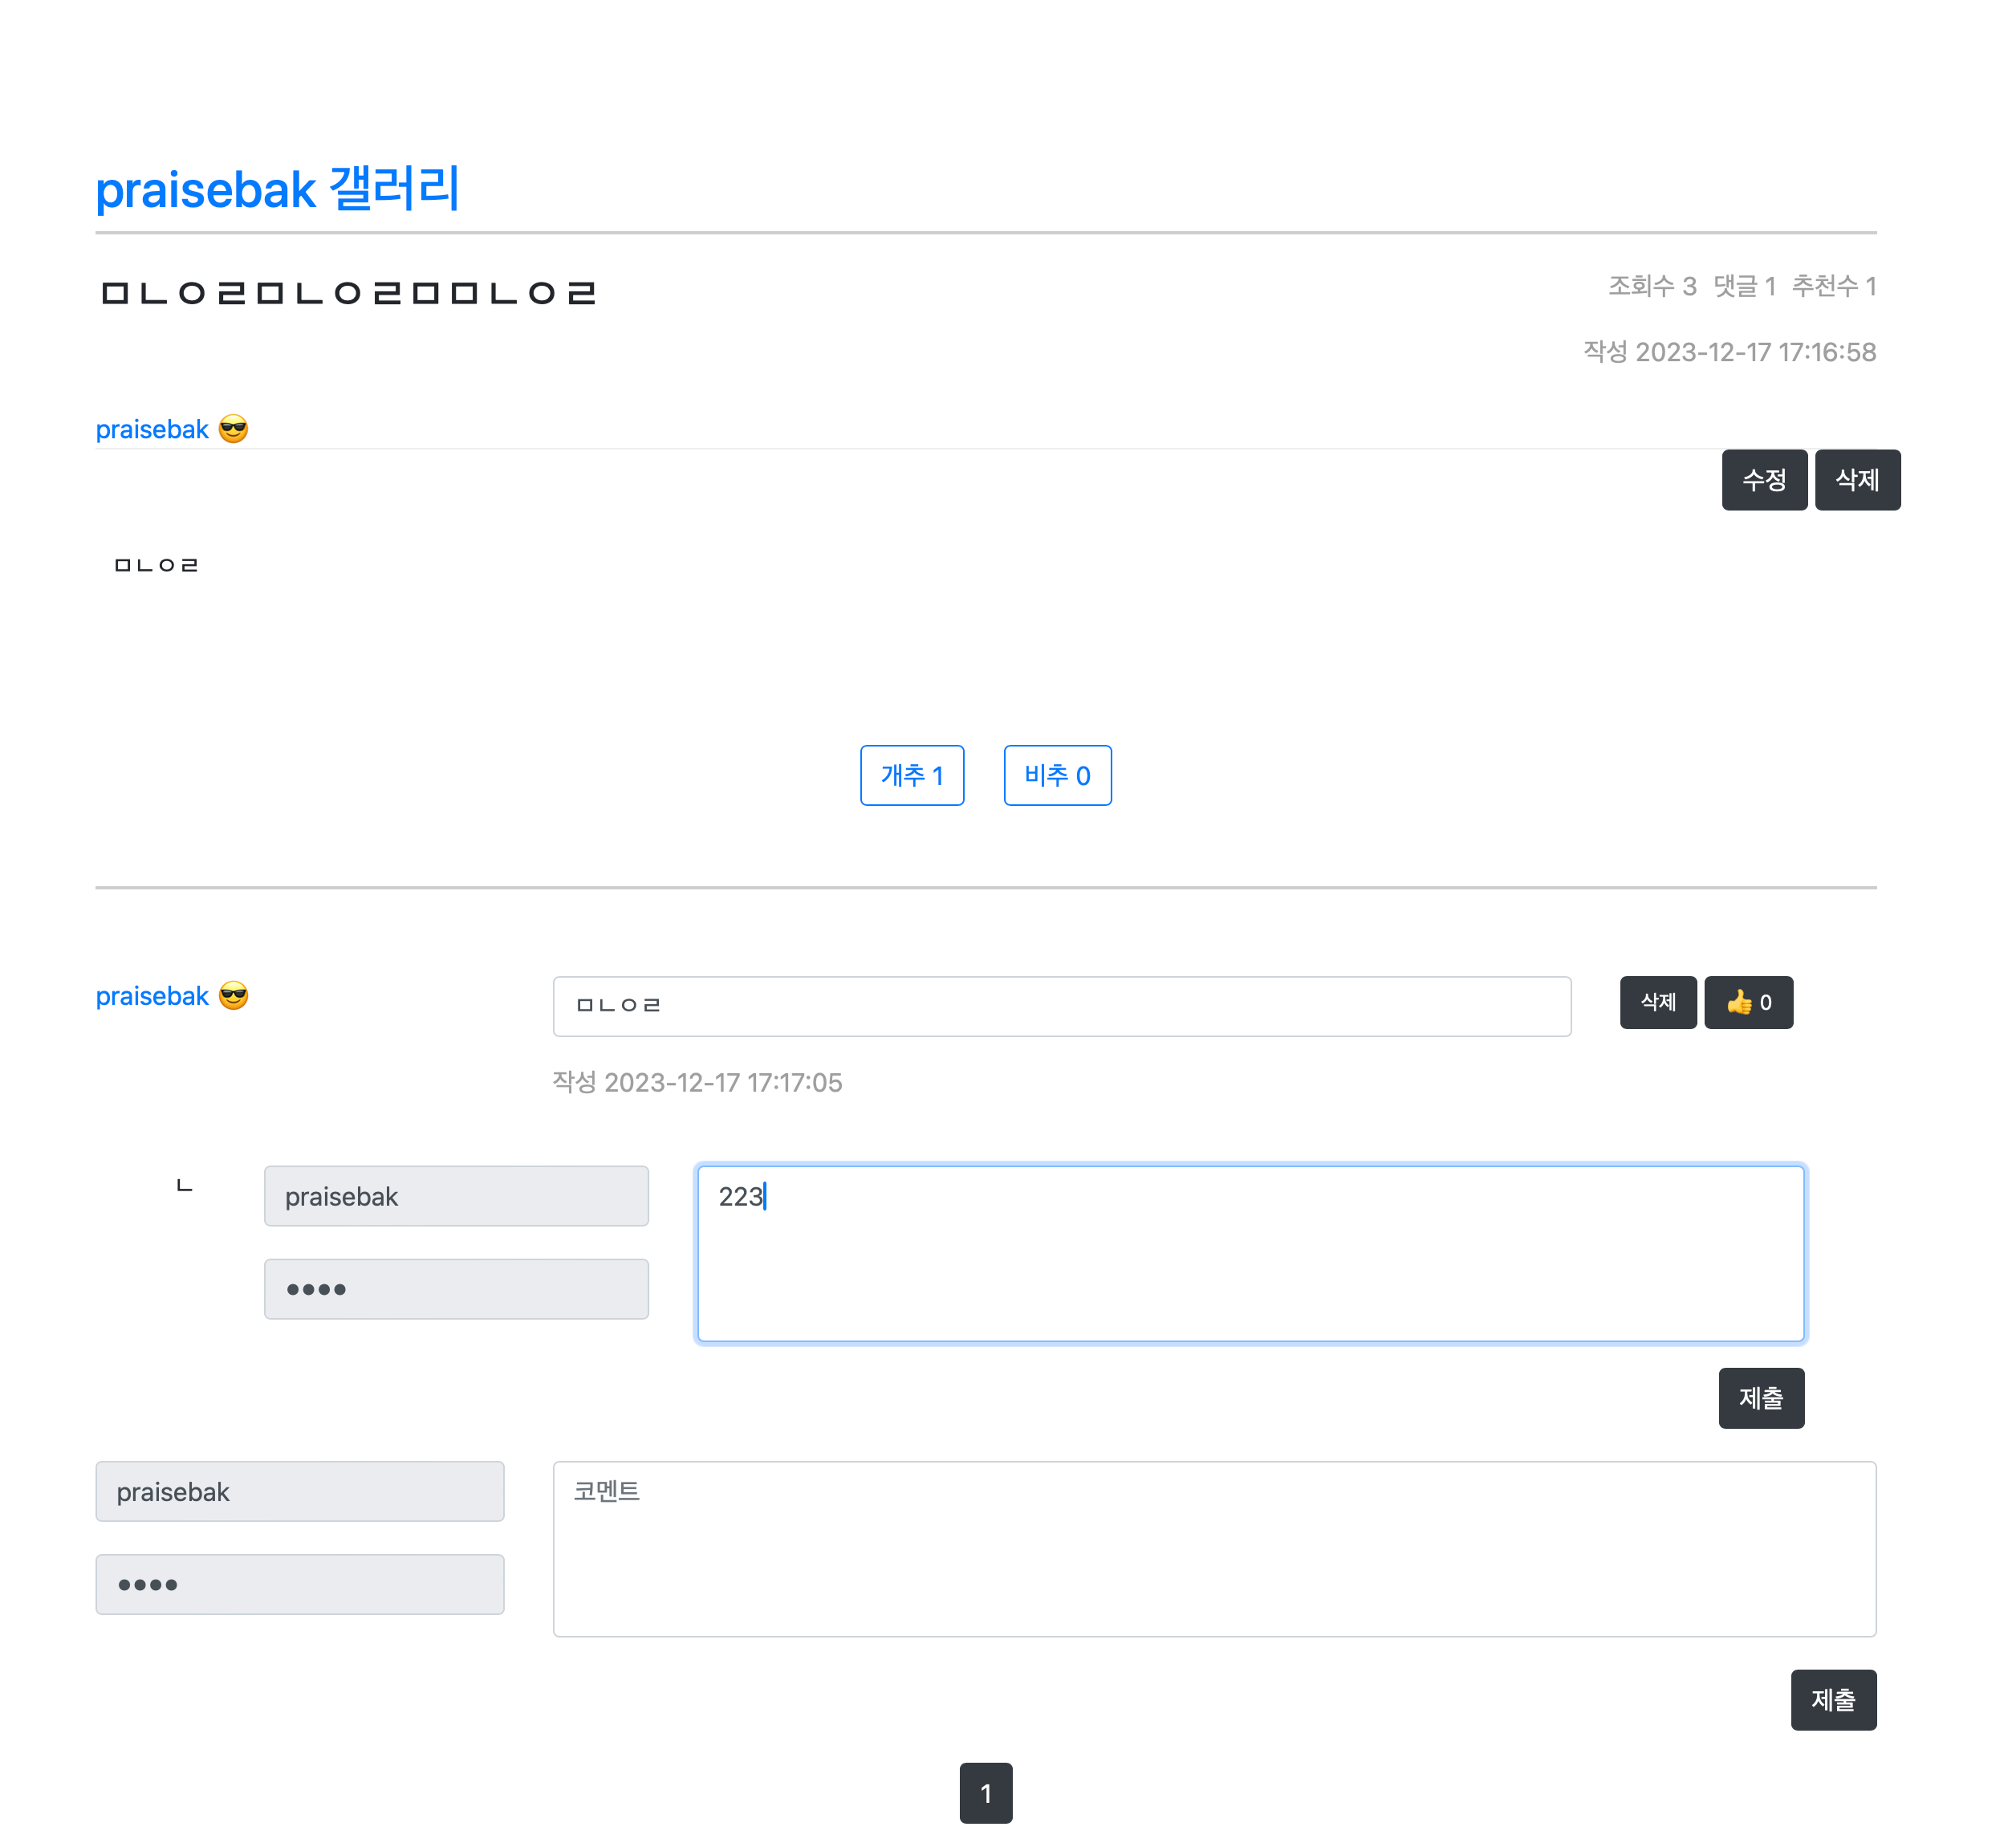 praisebak 갤러리
ㅁㄴㅇㄹㅁㄴㅇㄹㅁㅁㄴㅇㄹ
조회수 3 댓글 1 추천수 1
작성 2023-12-17 17:16:58
praisebak 😎
수정 삭제
ㅁㄴㅇㄹ
개추 1 비추 0
praisebak 😎 ㅁㄴㅇㄹ 삭제 👍 0
작성 2023-12-17 17:17:05
ㄴ praisebak 223
••••
제출
praisebak 코멘트
••••
제출
1